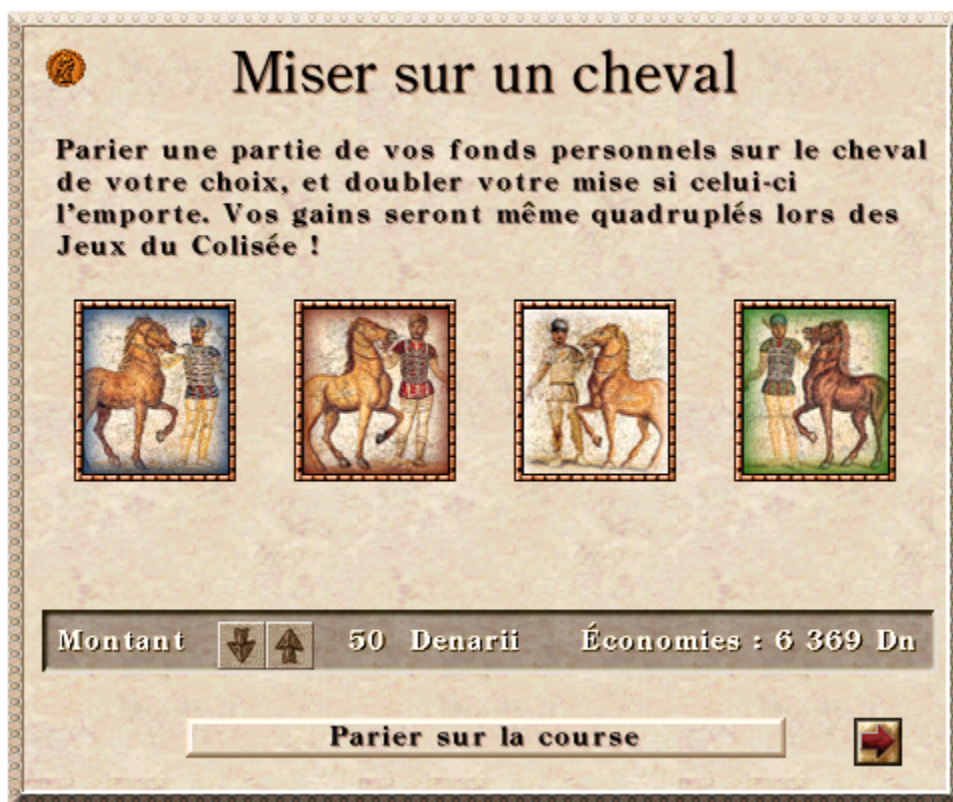 Miser sur un cheval
Parier une partie de vos fonds personnels sur le cheval
de votre choix, et doubler votre mise si celui-ci
l'emporte. Vos gains seront même quadruplés lors des
Jeux du Colisée !
Montant 50 Denarii Économies : 6 369 Dn
Parier sur la course